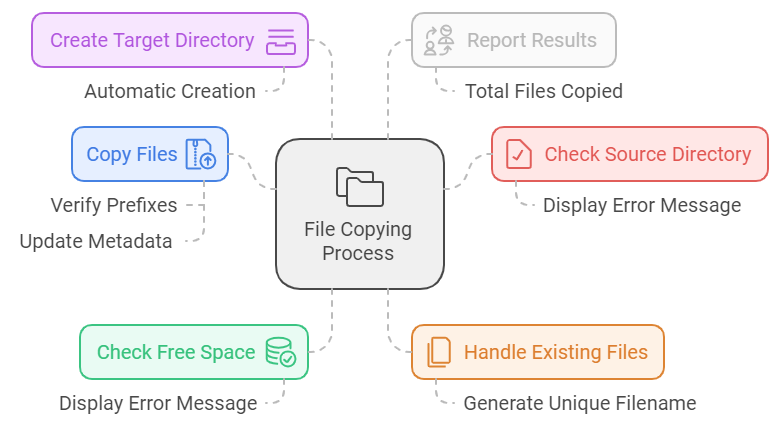 Create Target Directory
Automatic Creation
Report Results
Total Files Copied
Copy Files
Verify Prefixes
Update Metadata
File Copying
Process
Check Source Directory
Display Error Message
Check Free Space
Display Error Message
Handle Existing Files
Generate Unique Filename